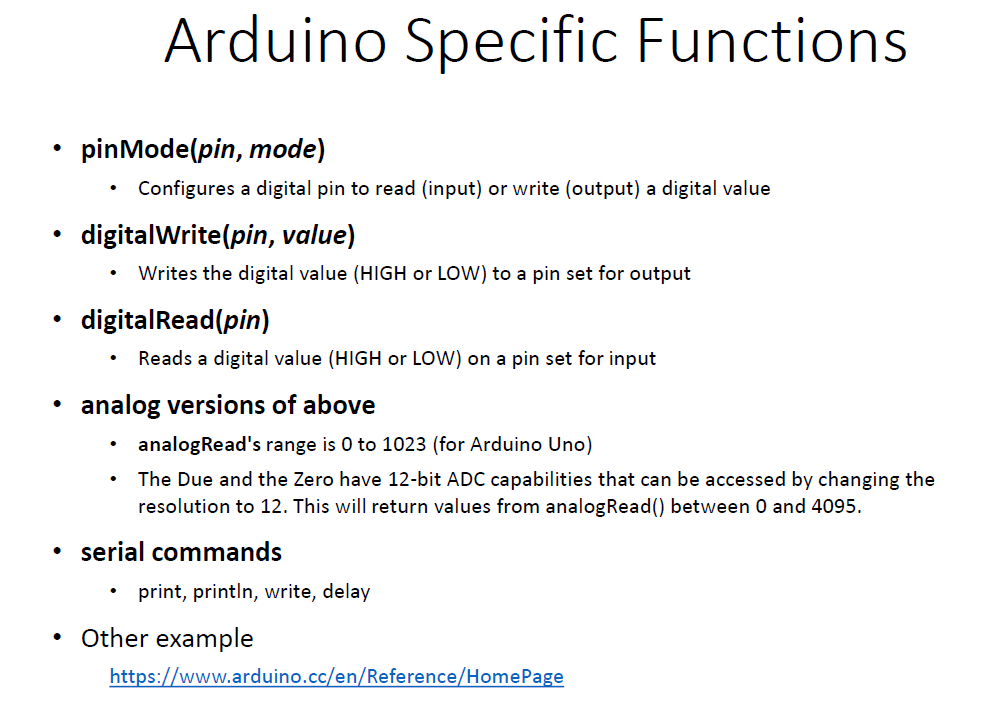 Arduino Specific Functions
• pinMode(pin, mode)
• Configures a digital pin to read (input) or write (output) a digital value
• digitalWrite(pin, value)
• Writes the digital value (HIGH or LOW) to a pin set for output
• digitalRead(pin)
• Reads a digital value (HIGH or LOW) on a pin set for input
• analog versions of above
• analogRead's range is 0 to 1023 (for Arduino Uno)
• The Due and the Zero have 12-bit ADC capabilities that can be accessed by changing the
resolution to 12. This will return values from analogRead() between 0 and 4095.
• serial commands
• print, println, write, delay
• Other example
https://www.arduino.cc/en/Reference/HomePage